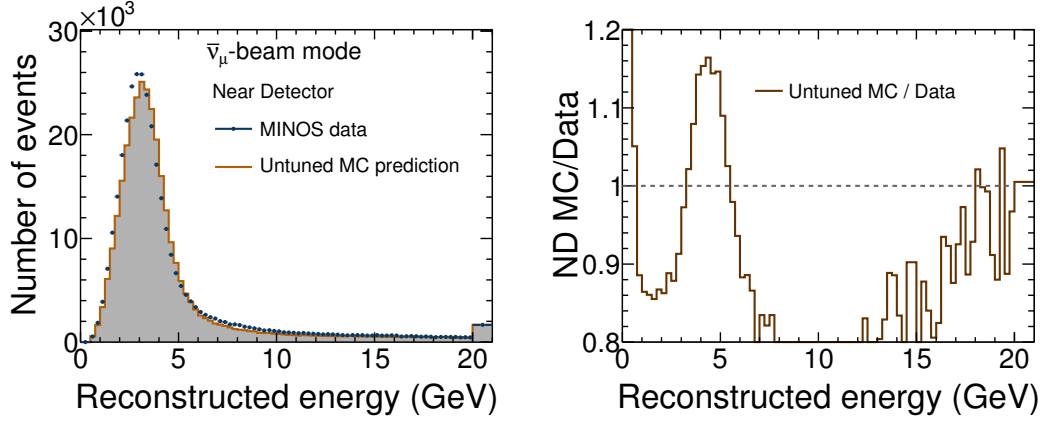 ×10³
30
20
10
0
0 5 10 15 20
Number of events
Reconstructed energy (GeV)
ν̅μ-beam mode
Near Detector
MINOS data
Untuned MC prediction
1.2
1.1
1
0.9
0.8
0 5 10 15 20
ND MC/Data
Reconstructed energy (GeV)
Untuned MC / Data